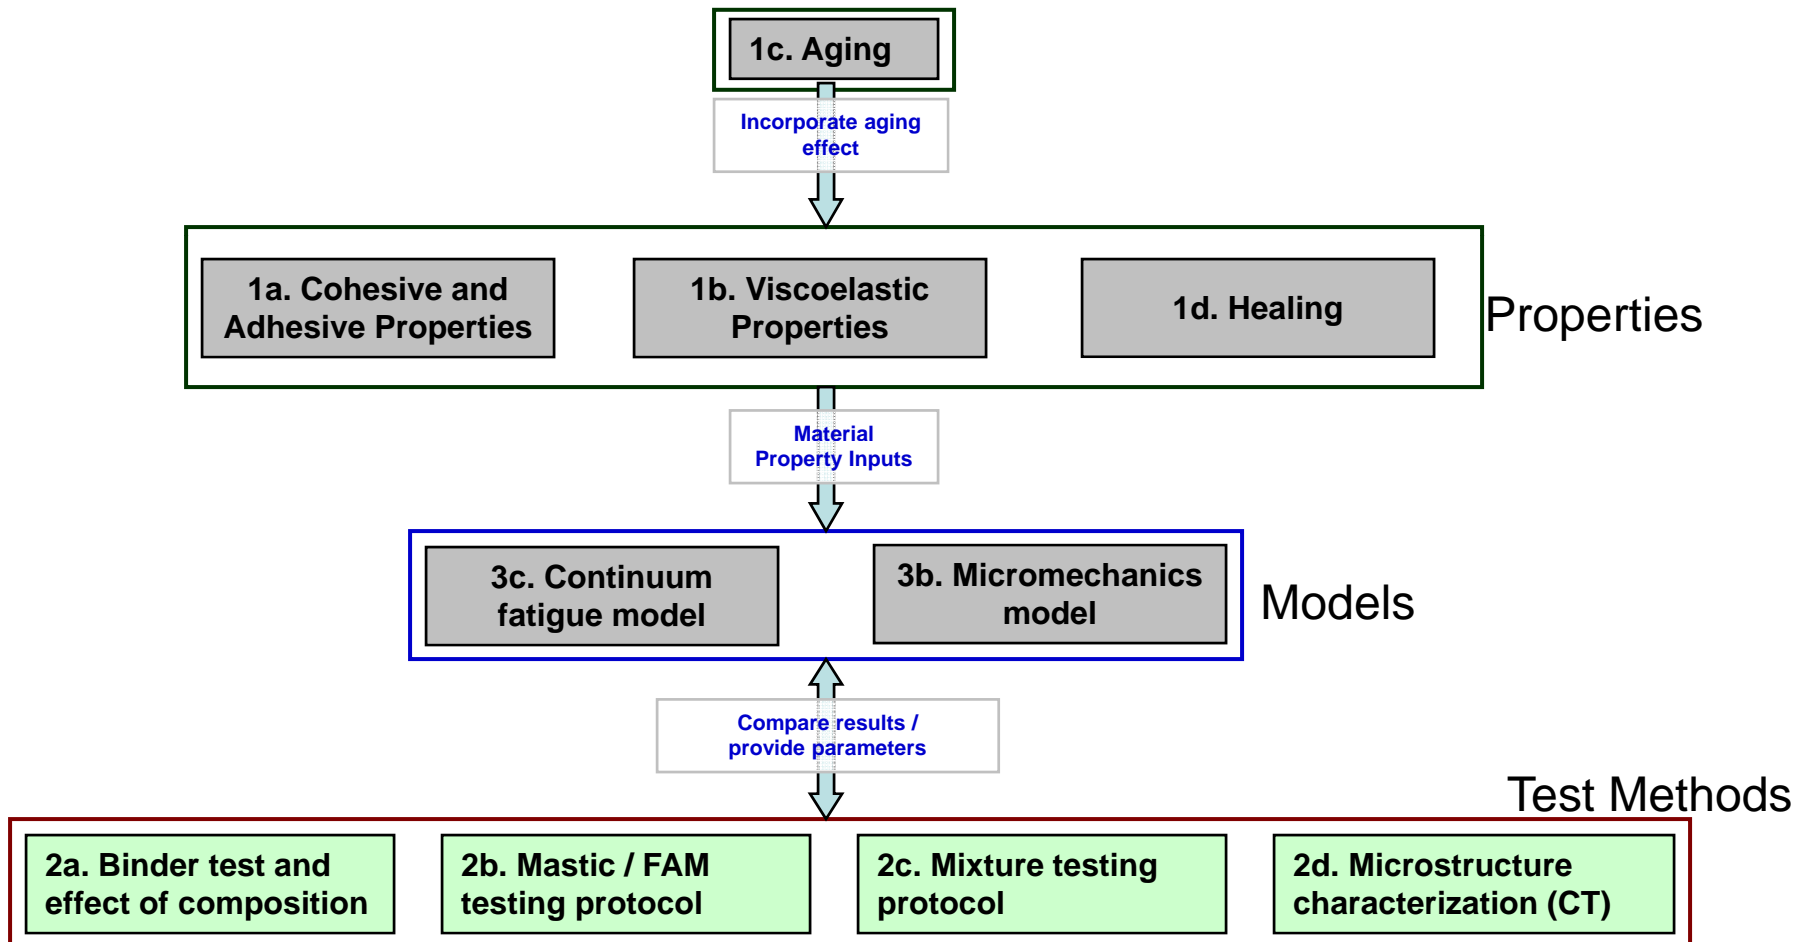 1c. Aging
Incorporate aging
effect
1a. Cohesive and
Adhesive Properties
1b. Viscoelastic
Properties
1d. Healing
Properties
Material
Property Inputs
3c. Continuum
fatigue model
3b. Micromechanics
model
Models
Compare results /
provide parameters
Test Methods
2a. Binder test and
effect of composition
2b. Mastic / FAM
testing protocol
2c. Mixture testing
protocol
2d. Microstructure
characterization (CT)